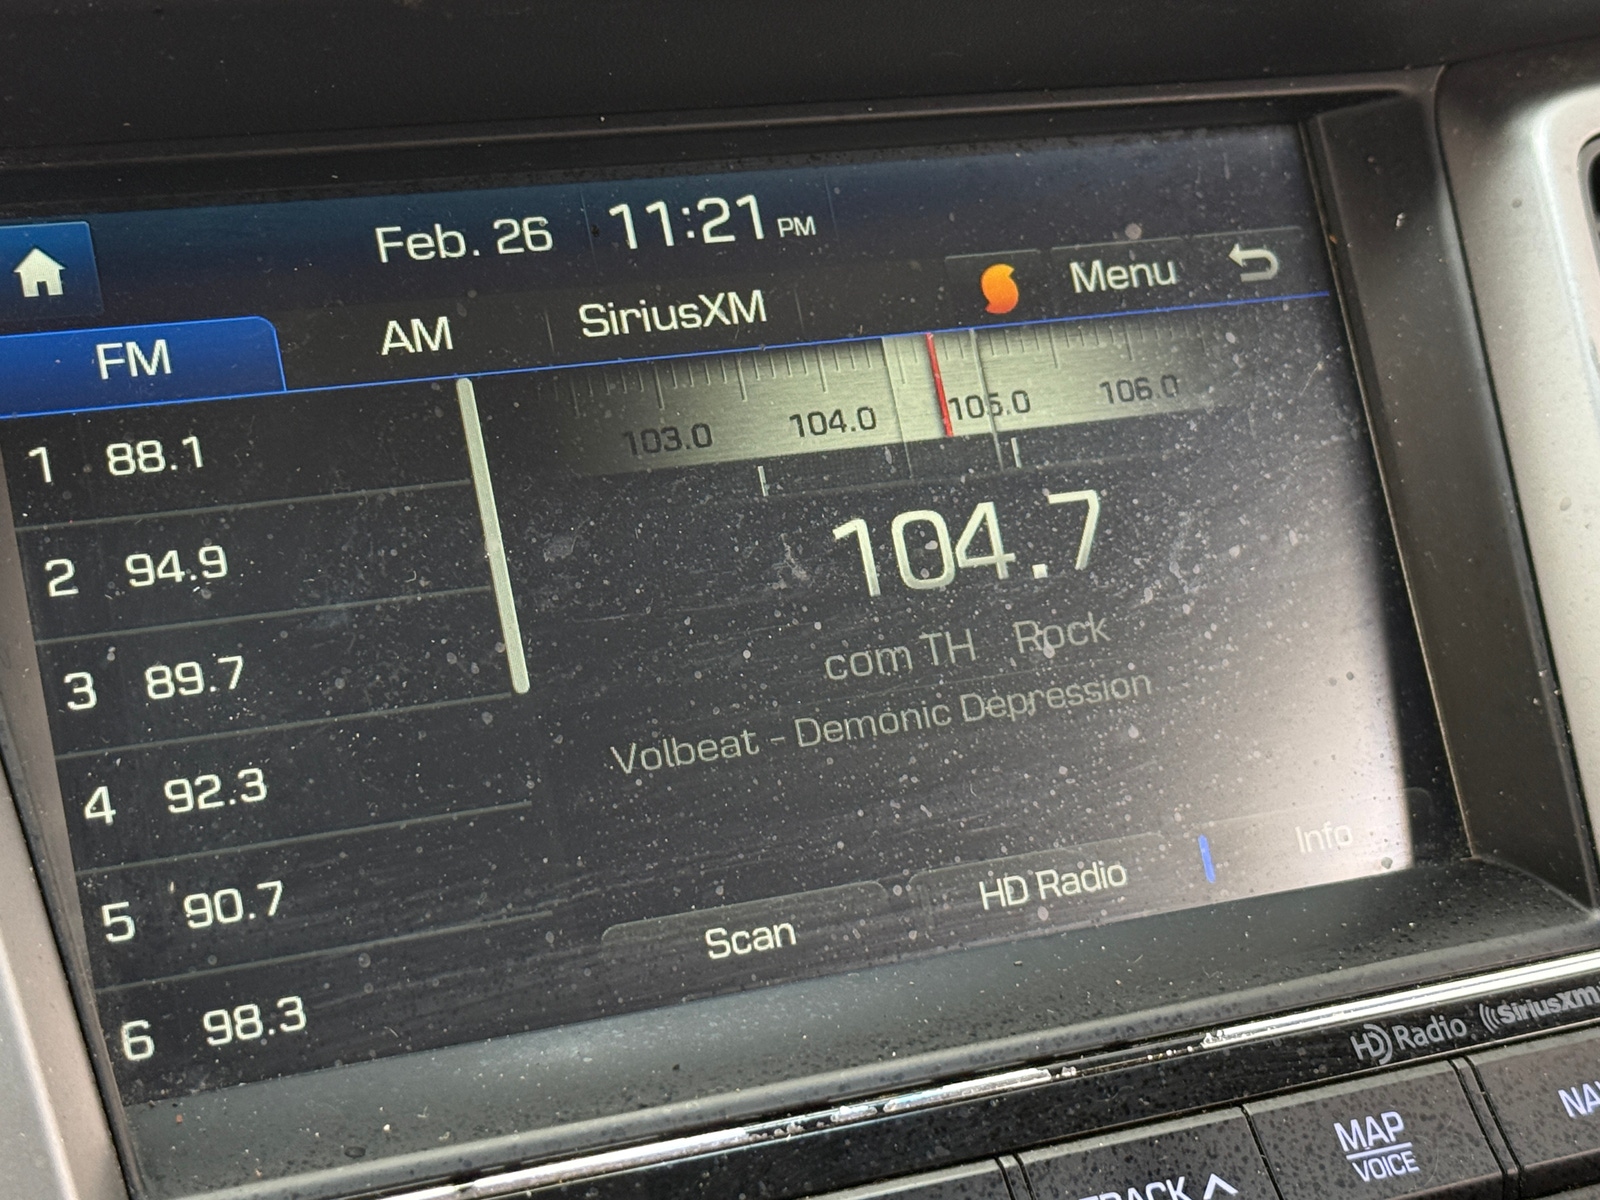 Feb. 26 11:21 PM
FM AM SiriusXM Menu
103.0 104.0 105.0 106.0
1 88.1
2 94.9
3 89.7
4 92.3
5 90.7
6 98.3
104.7
com TH Rock
Volbeat - Demonic Depression
Scan HD Radio Info
HD Radio SiriusXM
TRACK
MAP
VOICE
NA